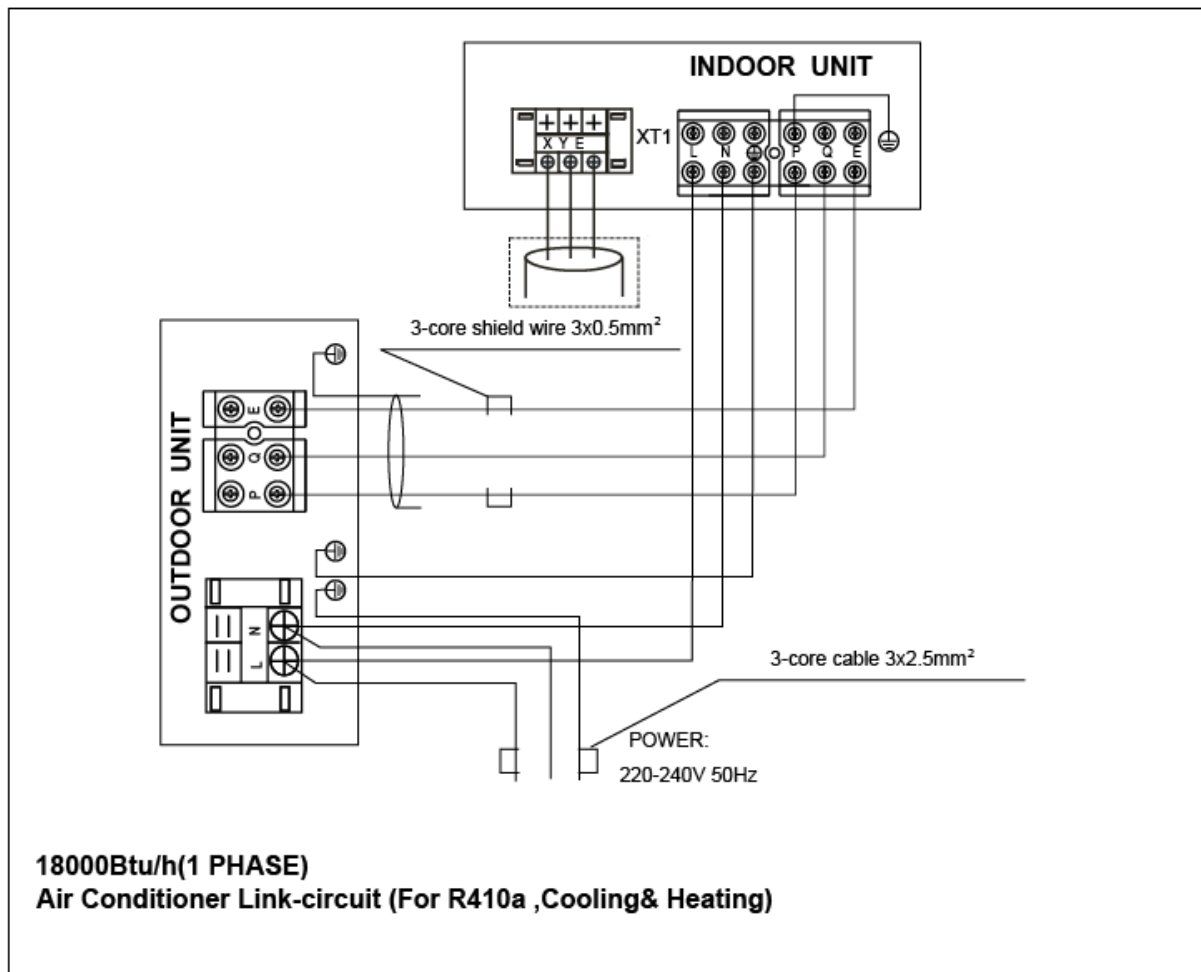 INDOOR UNIT
X Y E
XT1
L N P Q E
3-core shield wire 3x0.5mm²
OUTDOOR UNIT
E
Q
P
N
L
3-core cable 3x2.5mm²
POWER:
220-240V 50Hz
18000Btu/h(1 PHASE)
Air Conditioner Link-circuit (For R410a ,Cooling& Heating)